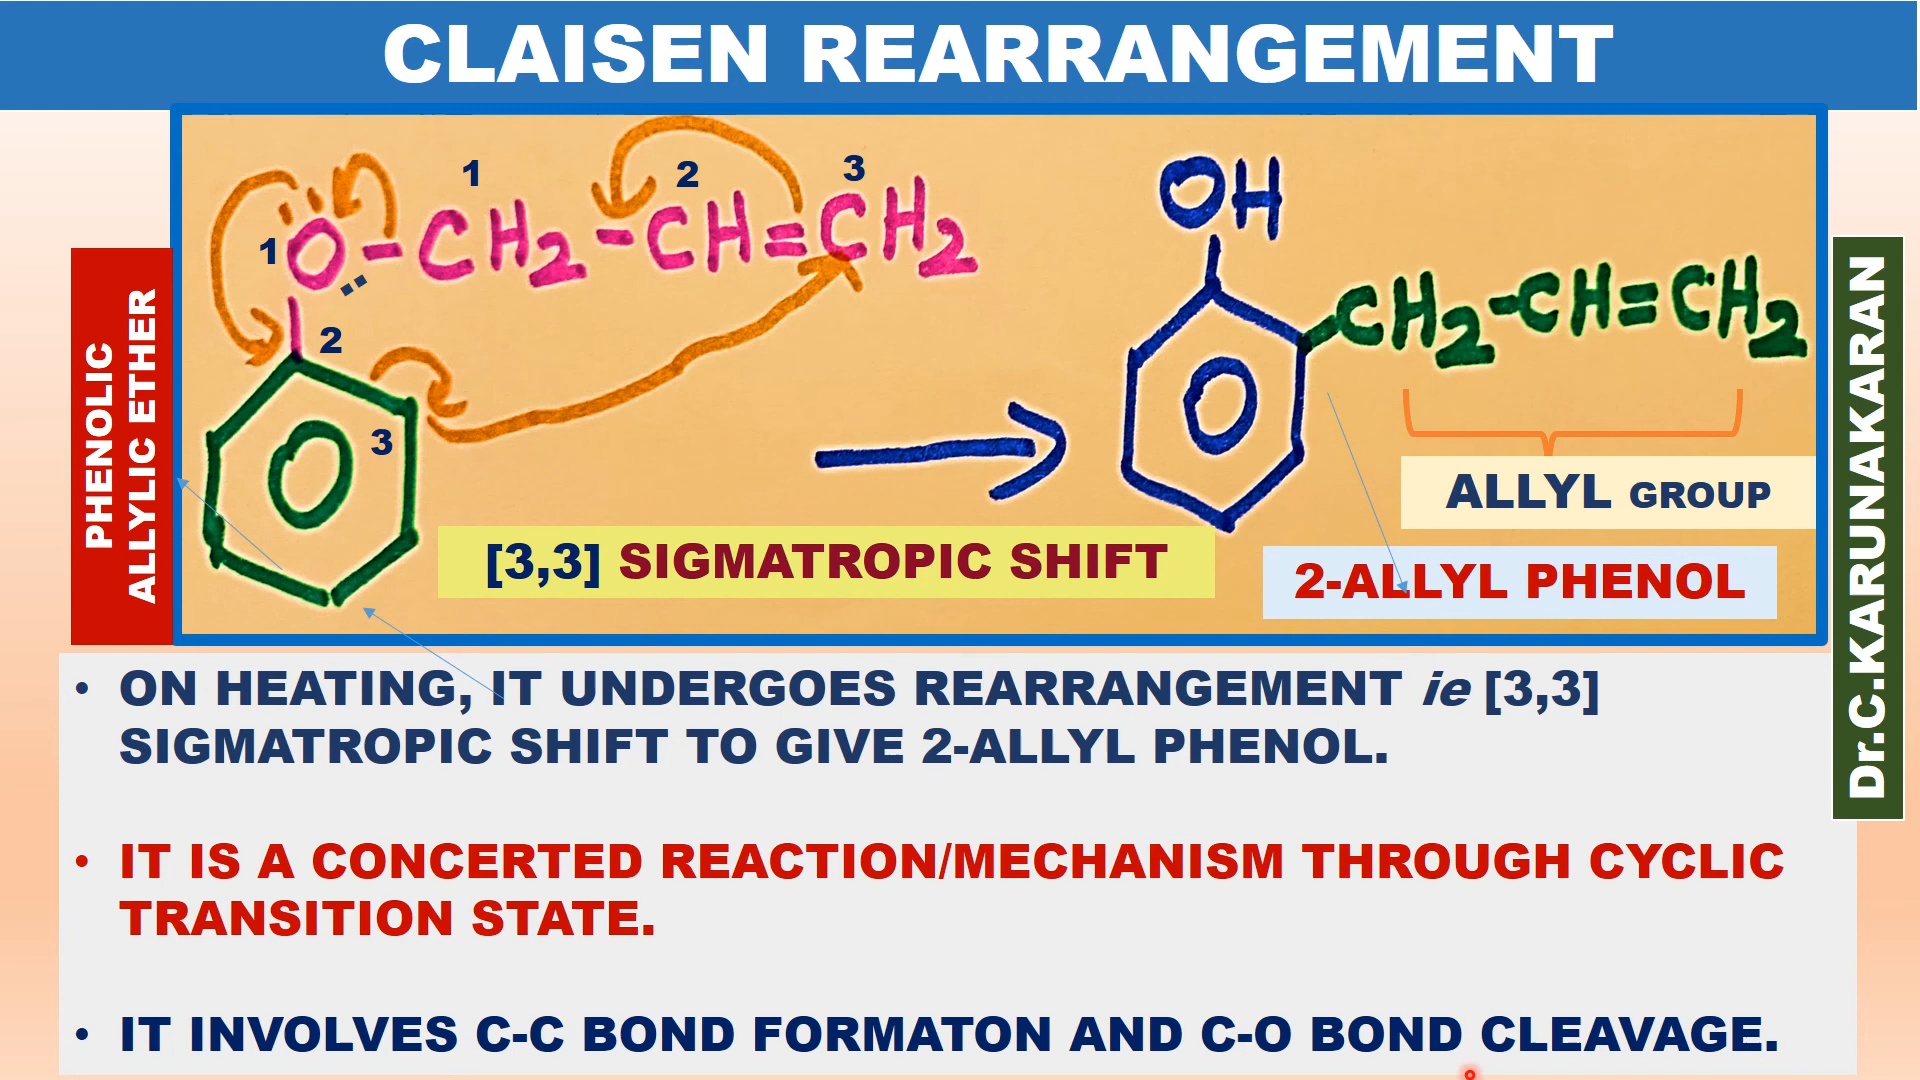 CLAISEN REARRANGEMENT
PHENOLIC
ALLYLIC ETHER
1 2 3
1 O - CH2 - CH = CH2
2
3
OH
CH2-CH=CH2
ALLYL GROUP
[3,3] SIGMATROPIC SHIFT
2-ALLYL PHENOL
Dr.C.KARUNAKARAN
• ON HEATING, IT UNDERGOES REARRANGEMENT ie [3,3]
SIGMATROPIC SHIFT TO GIVE 2-ALLYL PHENOL.
• IT IS A CONCERTED REACTION/MECHANISM THROUGH CYCLIC
TRANSITION STATE.
• IT INVOLVES C-C BOND FORMATON AND C-O BOND CLEAVAGE.